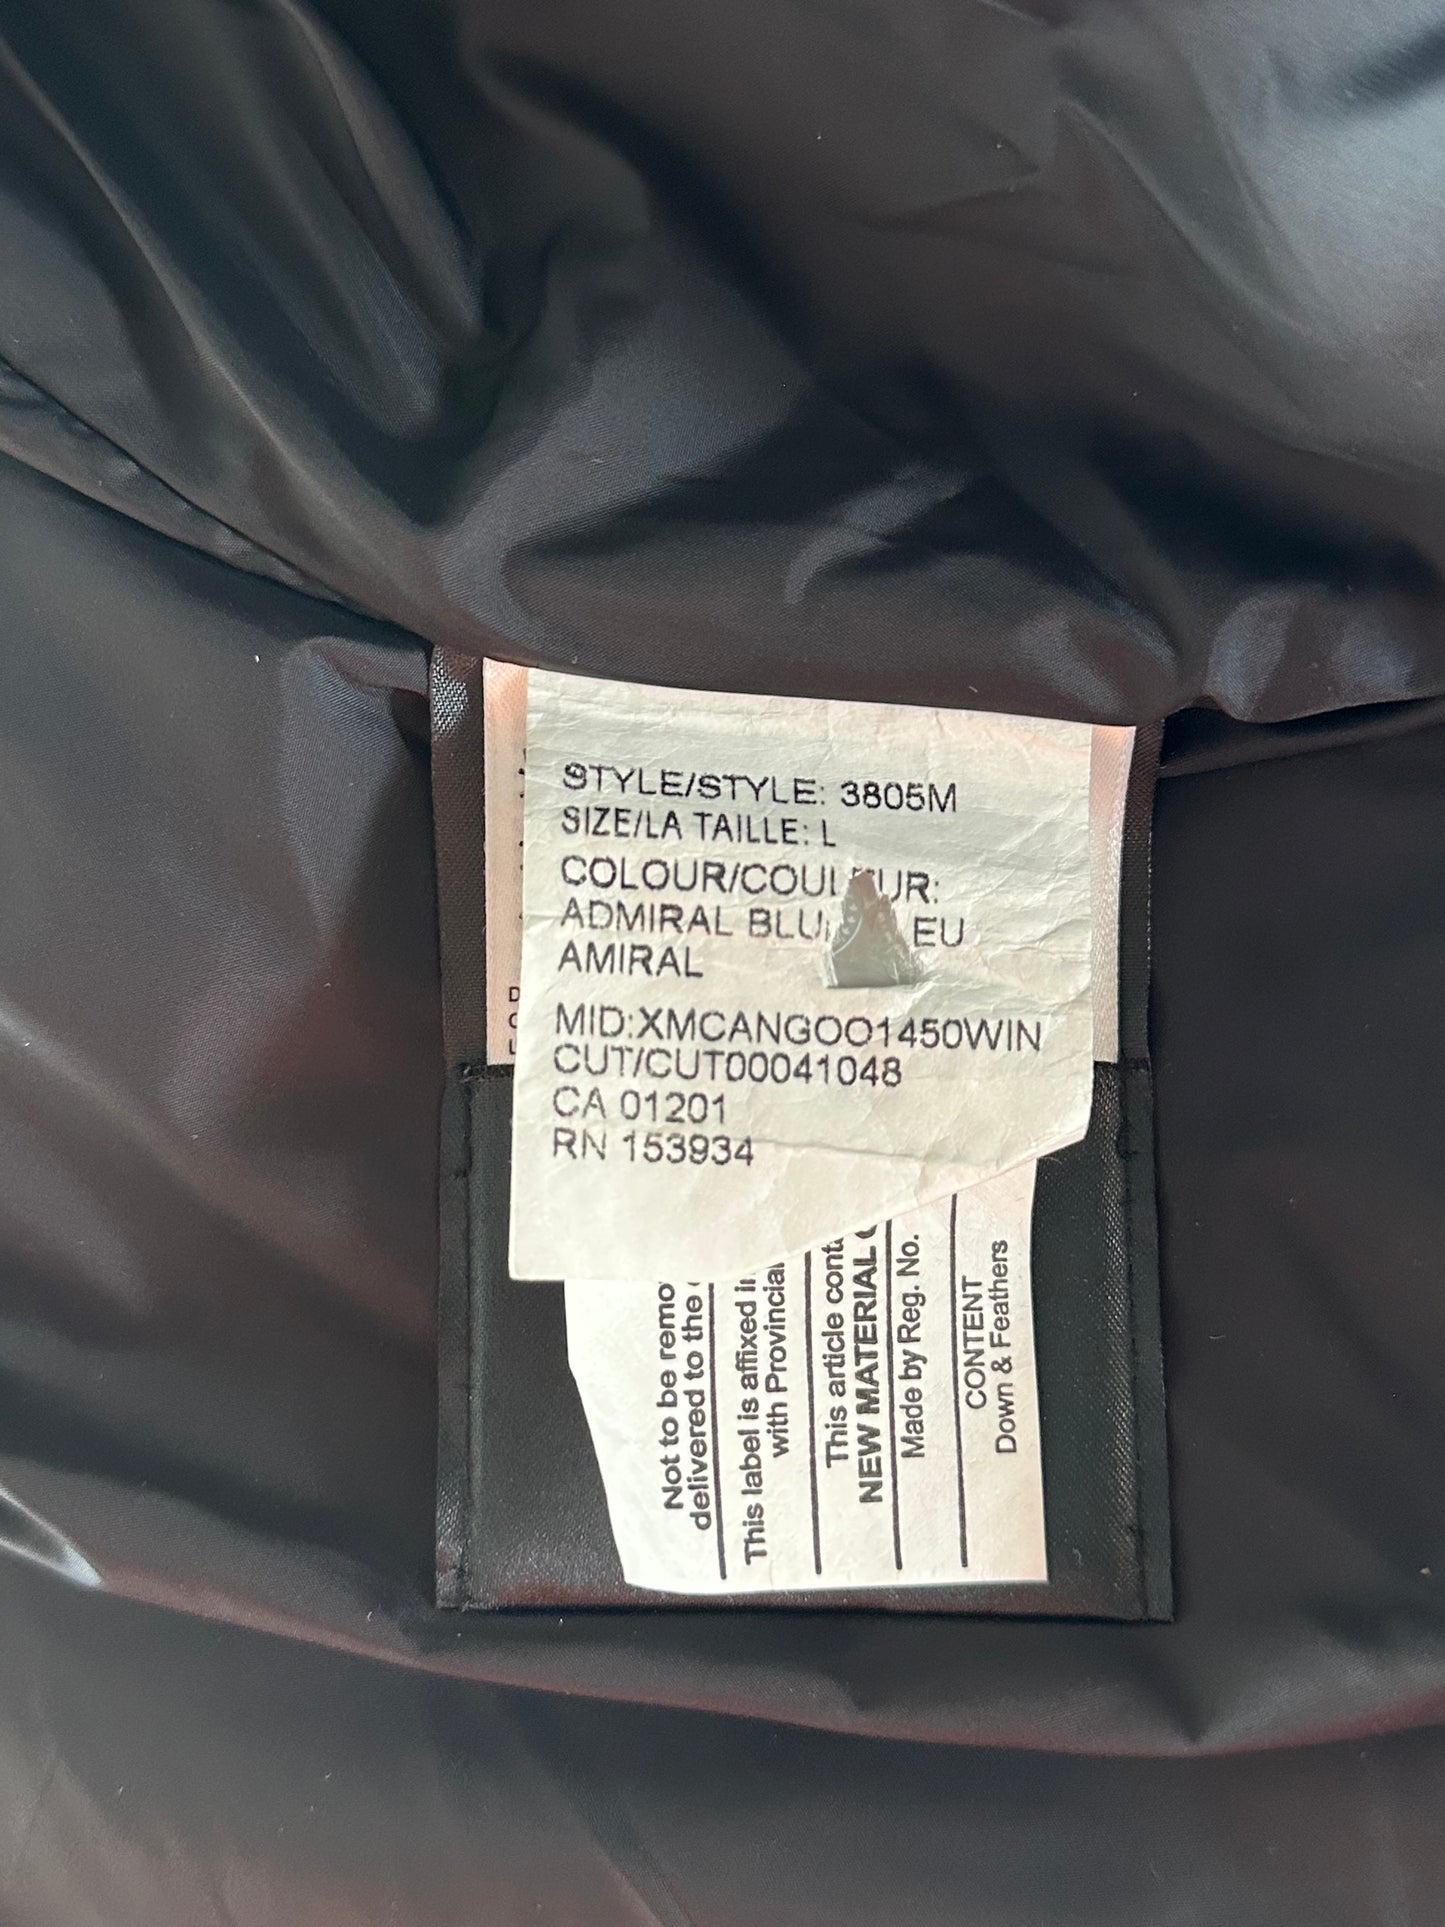 STYLE/STYLE: 3805M
SIZE/LA TAILLE: L
COLOUR/COULEUR:
ADMIRAL BLU EU
AMIRAL
MID:XMCANGOO1450WIN
CUT/CUT00041048
CA 01201
RN 153934
Not to be remo
delivered to the
This label is affixed i
with Provincial
This article conta
NEW MATERIAL
Made by Reg. No.
CONTENT
Down & Feathers